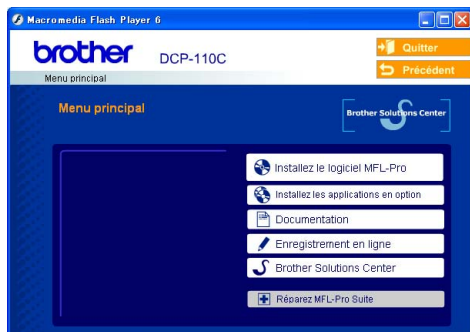 Macromedia Flash Player 6
brother
DCP-110C
Quitter
Précédent
Menu principal
Menu principal
Brother Solutions Center
Installez le logiciel MFL-Pro
Installez les applications en option
Documentation
Enregistrement en ligne
Brother Solutions Center
Réparez MFL-Pro Suite